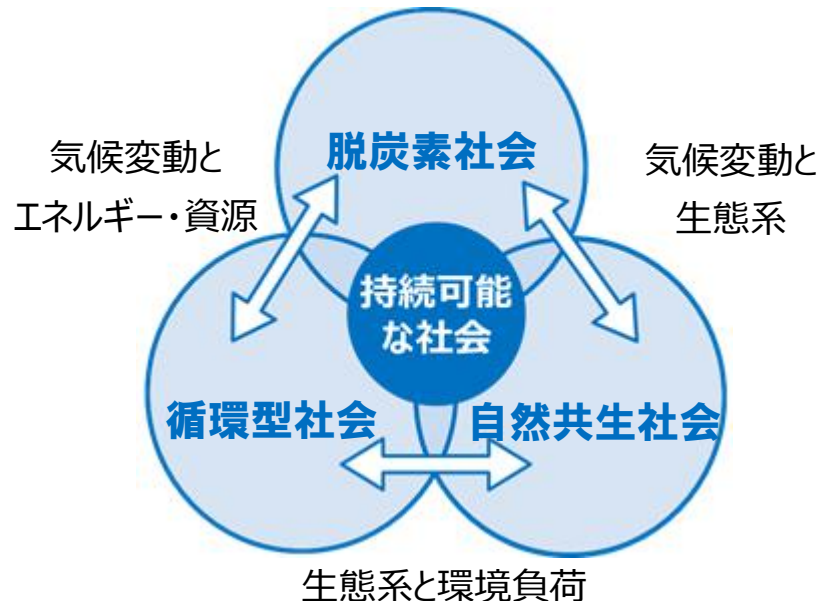 脱炭素社会
気候変動と
エネルギー・資源
気候変動と
生態系
持続可能
な社会
循環型社会
自然共生社会
生態系と環境負荷